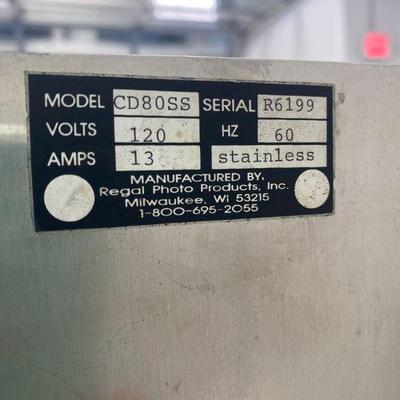 MODEL CD80SS SERIAL R6199
VOLTS 120 HZ 60
AMPS 13 stainless
MANUFACTURED BY,
Regal Photo Products, Inc.
Milwaukee, WI 53215
1-800-695-2055